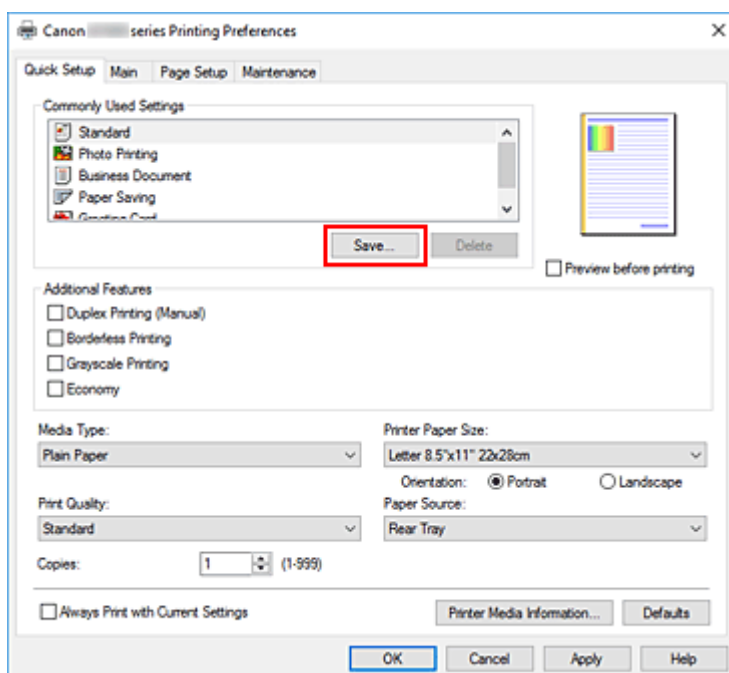 Canon series Printing Preferences
Quick Setup Main Page Setup Maintenance
Commonly Used Settings
Standard
Photo Printing
Business Document
Paper Saving
Greeting Card
Save... Delete
Preview before printing
Additional Features
Duplex Printing (Manual)
Borderless Printing
Grayscale Printing
Economy
Media Type: Printer Paper Size:
Plain Paper Letter 8.5"x11" 22x28cm
Orientation: Portrait Landscape
Print Quality: Paper Source:
Standard Rear Tray
Copies: 1 (1-999)
Always Print with Current Settings Printer Media Information... Defaults
OK Cancel Apply Help